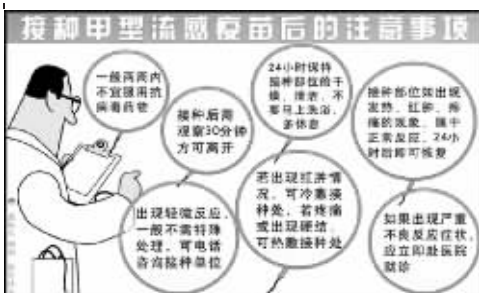 接种甲型流感疫苗后的注意事项
一般两周内
不宜服用抗
病毒药物
接种后需
观察30分钟
方可离开
24小时保持
接种部位的干
燥、清洁，不
要马上洗浴，
多休息
接种部位如出现
发热、红肿、疼
痛的现象，属于
正常反应，24小
时后即可恢复
出现轻微反应，
一般不需特殊
处理，可电话
咨询接种单位
若出现红肿情
况，可冷敷接
种处，若疼痛
或出现硬结，
可热敷接种处
如果出现严重
不良反应症状，
应立即赴医院
就诊